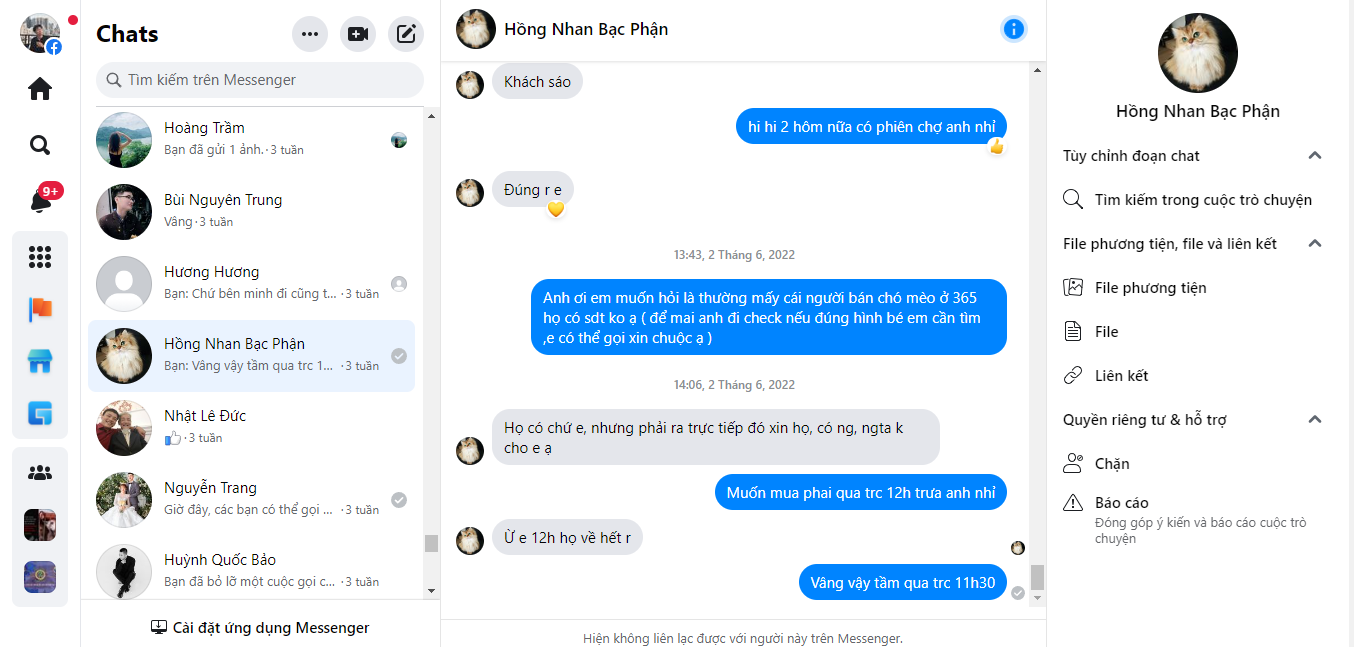 9+
Chats
Tìm kiếm trên Messenger
Hoàng Trầm
Bạn đã gửi 1 ảnh. · 3 tuần
Bùi Nguyên Trung
Vâng · 3 tuần
Hương Hương
Bạn: Chứ bên minh đi cũng t... · 3 tuần
Hồng Nhan Bạc Phận
Bạn: Vâng vậy tầm qua trc 1... · 3 tuần
Nhật Lê Đức
· 3 tuần
Nguyễn Trang
Giờ đây, các bạn có thể gọi ... · 3 tuần
Huỳnh Quốc Bảo
Bạn đã bỏ lỡ một cuộc gọi c... · 3 tuần
Cài đặt ứng dụng Messenger
Hồng Nhan Bạc Phận
Khách sáo
hi hi 2 hôm nữa có phiên chợ anh nhỉ
Đúng r e
13:43, 2 Tháng 6, 2022
Anh ơi em muốn hỏi là thường mấy cái người bán chó mèo ở 365
họ có sdt ko ạ ( để mai anh đi check nếu đúng hình bé em cần tìm
,e có thể gọi xin chuộc ạ )
14:06, 2 Tháng 6, 2022
Họ có chứ e, nhưng phải ra trực tiếp đó xin họ, có ng, ngta k
cho e ạ
Muốn mua phai qua trc 12h trưa anh nhỉ
Ừ e 12h họ về hết r
Vâng vậy tầm qua trc 11h30
Hiện không liên lạc được với người này trên Messenger.
Hồng Nhan Bạc Phận
Tùy chỉnh đoạn chat
Tìm kiếm trong cuộc trò chuyện
File phương tiện, file và liên kết
File phương tiện
File
Liên kết
Quyền riêng tư & hỗ trợ
Chặn
Báo cáo
Đóng góp ý kiến và báo cáo cuộc trò
chuyện